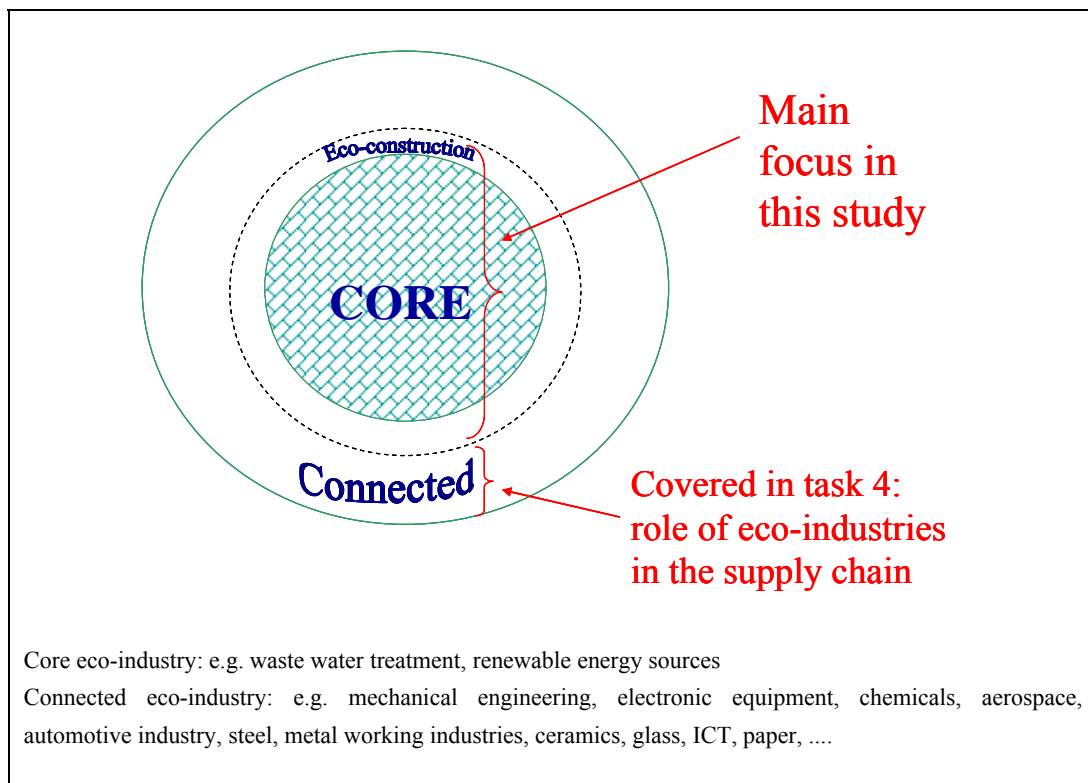 Main
focus in
this study
Eco-construction
CORE
Connected
Covered in task 4:
role of eco-industries
in the supply chain
Core eco-industry: e.g. waste water treatment, renewable energy sources
Connected eco-industry: e.g. mechanical engineering, electronic equipment, chemicals, aerospace,
automotive industry, steel, metal working industries, ceramics, glass, ICT, paper, ....